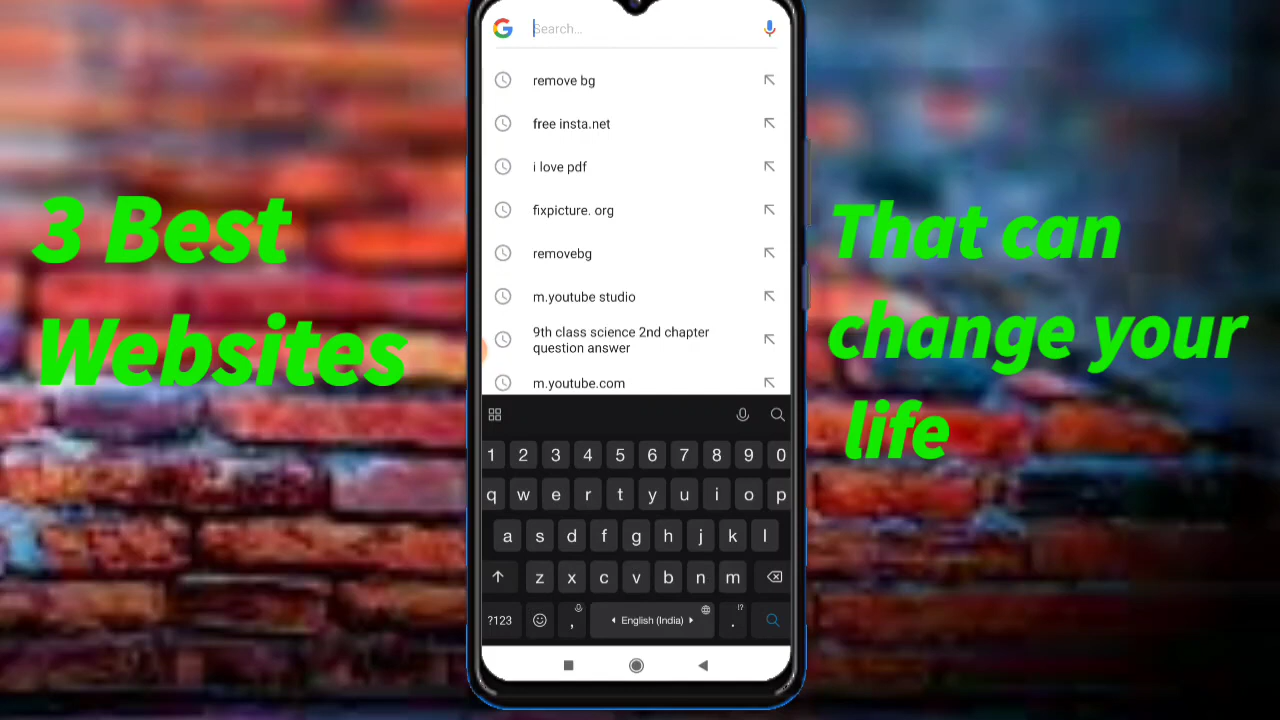 3 Best
Websites
Search...
remove bg
free insta.net
i love pdf
fixpicture. org
removebg
m.youtube studio
9th class science 2nd chapter
question answer
m.youtube.com
1 2 3 4 5 6 7 8 9 0
q w e r t y u i o p
a s d f g h j k l
z x c v b n m
?123 , English (India) . !?
That can
change your
life